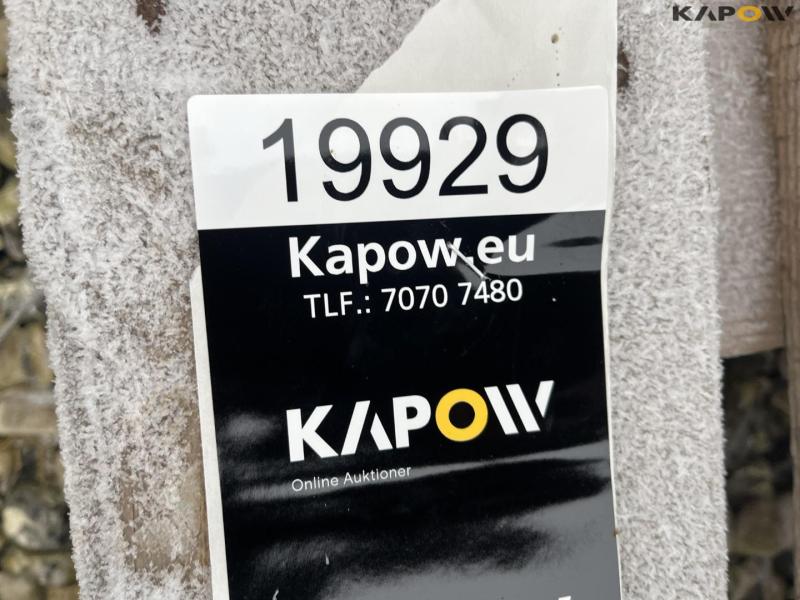 KAPOW
19929
Kapow.eu
TLF.: 7070 7480
KAPOW
Online Auktioner